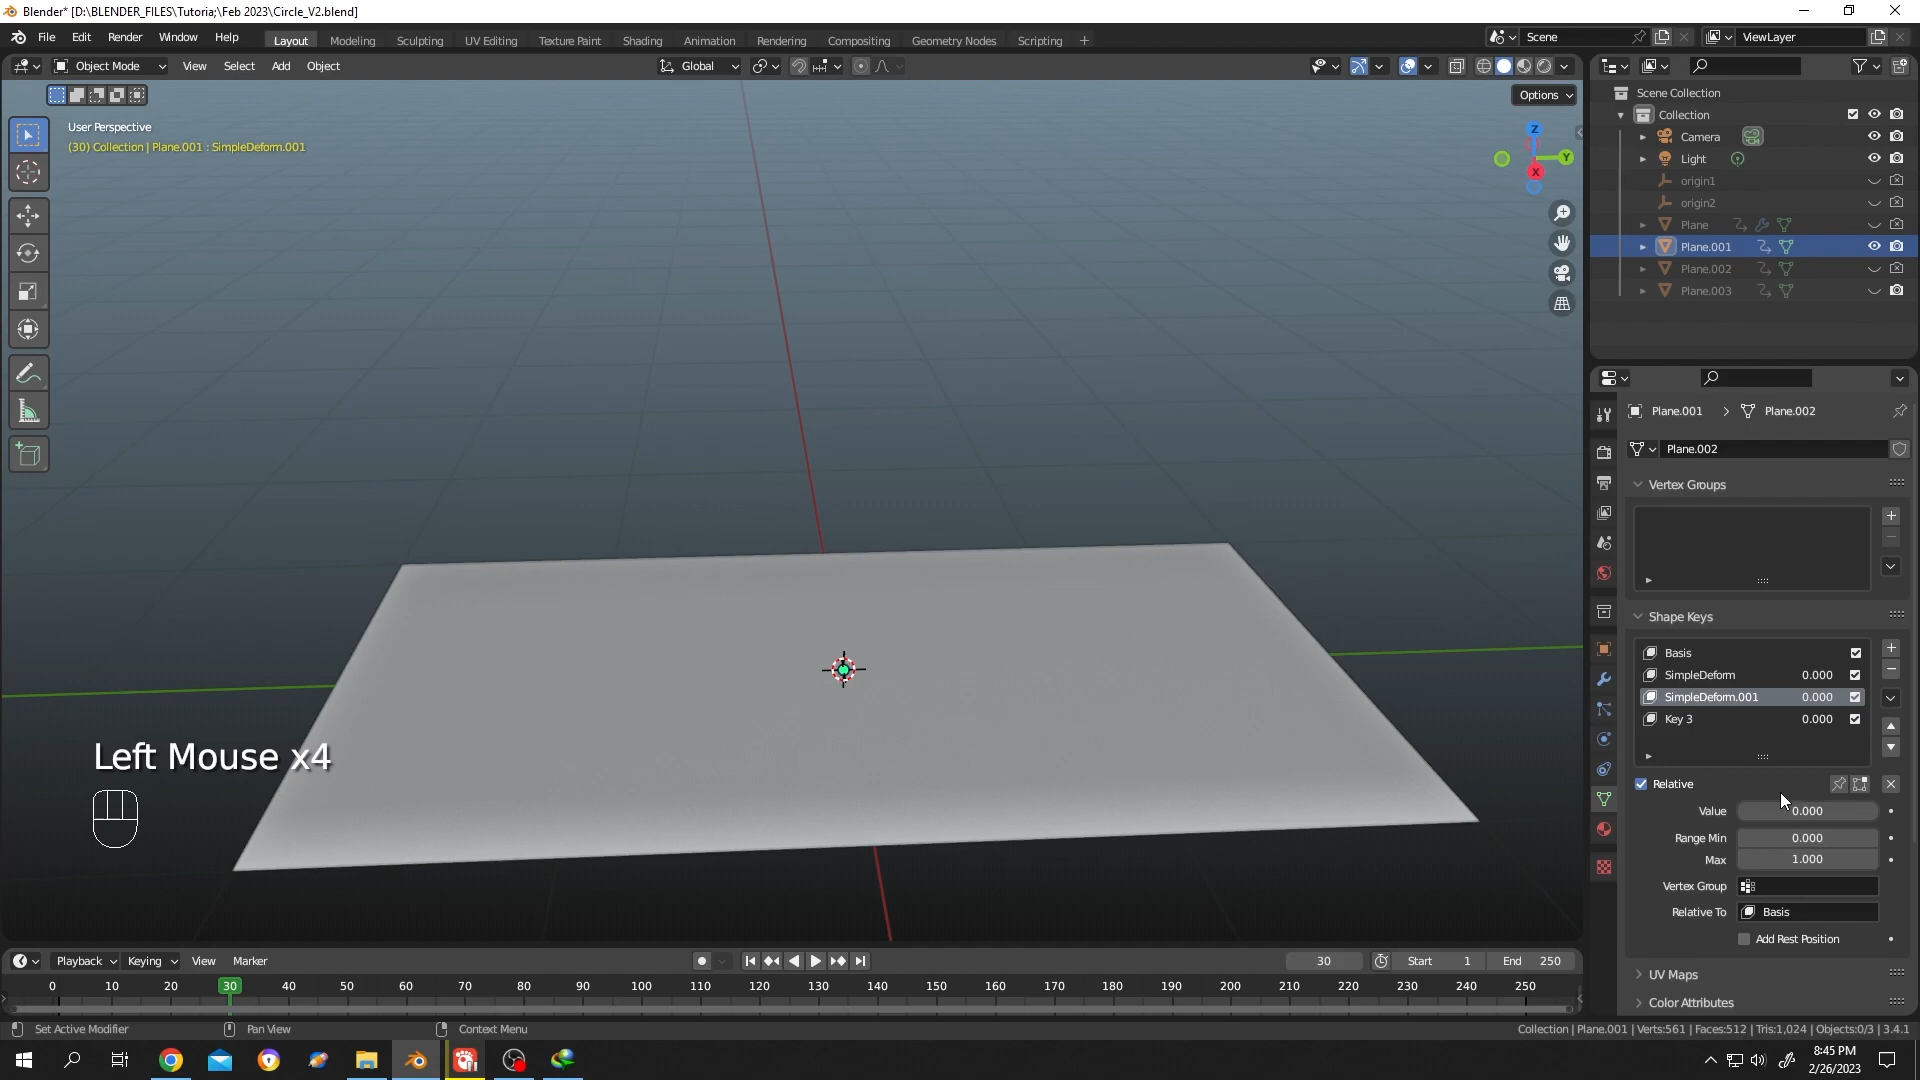 Blender* [D:\BLENDER_FILES\Tutoria;\Feb 2023\Circle_V2.blend]
File Edit Render Window Help
Layout Modeling Sculpting UV Editing Texture Paint Shading Animation Rendering Compositing Geometry Nodes Scripting +
Scene
ViewLayer
Object Mode View Select Add Object
Global
Options
User Perspective
(30) Collection | Plane.001 : SimpleDeform.001
Z
Y
X
Scene Collection
Collection
Camera
Light
origin1
origin2
Plane
Plane.001
Plane.002
Plane.003
Plane.001 > Plane.002
Plane.002
Vertex Groups
Shape Keys
Basis
SimpleDeform 0.000
SimpleDeform.001 0.000
Key 3 0.000
Relative
Value 0.000
Range Min 0.000
Max 1.000
Vertex Group
Relative To Basis
Add Rest Position
UV Maps
Color Attributes
Left Mouse x4
Playback Keying View Marker
30 Start 1 End 250
0 10 20 30 40 50 60 70 80 90 100 110 120 130 140 150 160 170 180 190 200 210 220 230 240 250
Set Active Modifier Pan View Context Menu
Collection | Plane.001 | Verts:561 | Faces:512 | Tris:1,024 | Objects:0/3 | 3.4.1
8:45 PM
2/26/2023